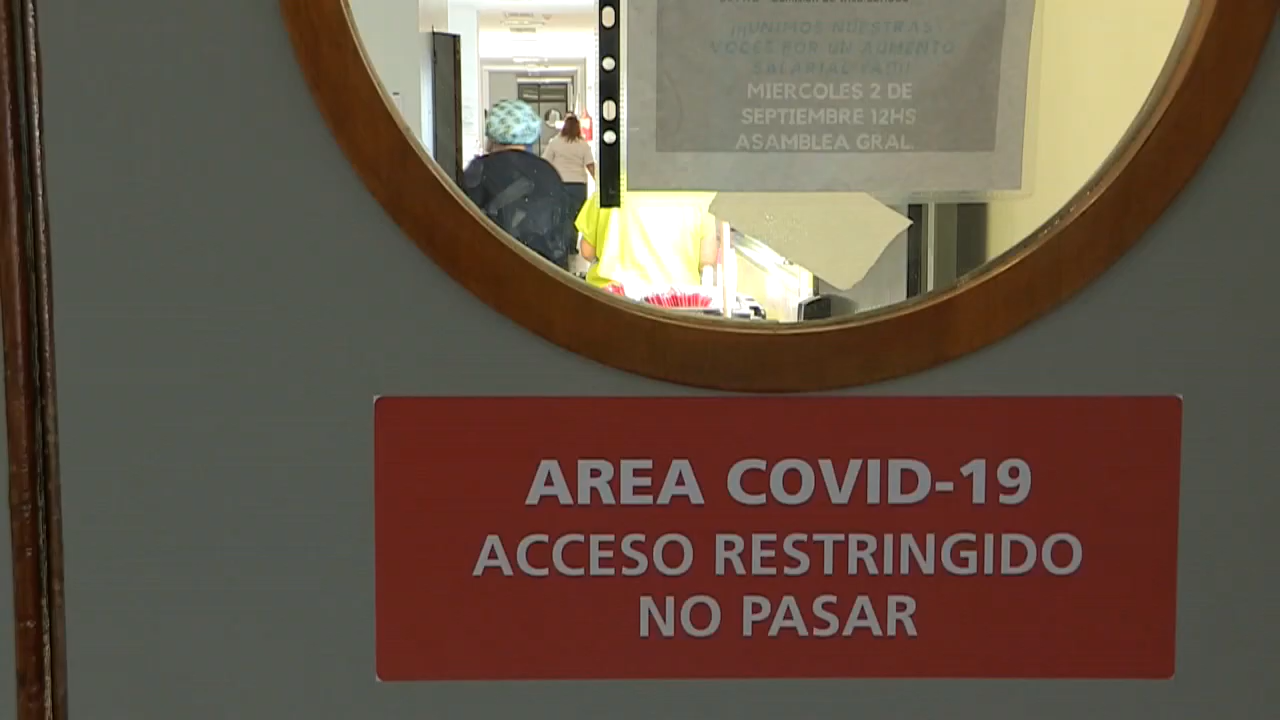 ¡¡¡UNIMOS NUESTRAS
VOCES POR UN AUMENTO
SALARIAL YA!!!
MIERCOLES 2 DE
SEPTIEMBRE 12HS
ASAMBLEA GRAL.
AREA COVID-19
ACCESO RESTRINGIDO
NO PASAR